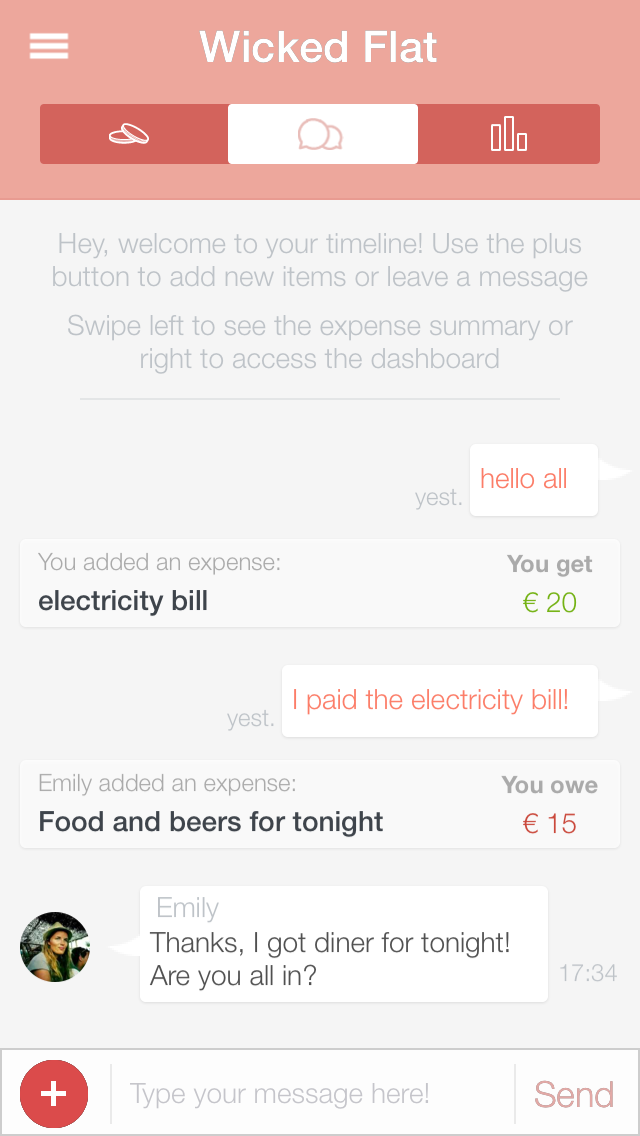 Wicked Flat
Hey, welcome to your timeline! Use the plus
button to add new items or leave a message
Swipe left to see the expense summary or
right to access the dashboard
hello all
yest.
You added an expense:
You get
electricity bill
€ 20
I paid the electricity bill!
yest.
Emily added an expense:
You owe
Food and beers for tonight
€ 15
Emily
Thanks, I got diner for tonight!
Are you all in?
17:34
+
Type your message here!
Send